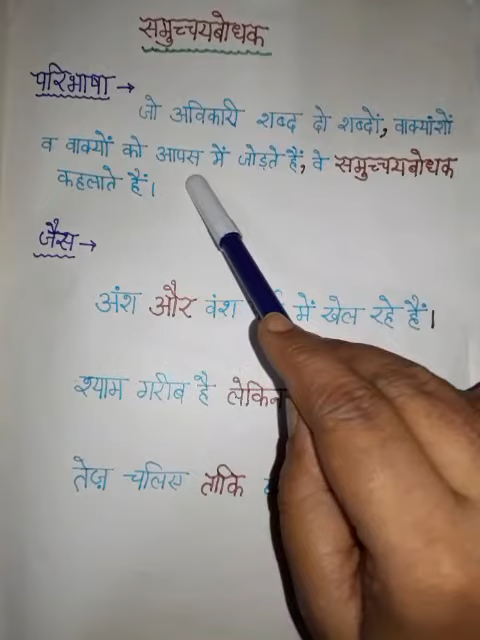 समुच्चयबोधक
परिभाषा →
जो अविकारी शब्द दो शब्दों, वाक्यांशों
व वाक्यों को आपस में जोड़ते हैं, वे समुच्चयबोधक
कहलाते हैं।
जैस →
अंश और वंश में खेल रहे हैं।
श्याम गरीब है लेकिन
तेज़ चलिए ताकि